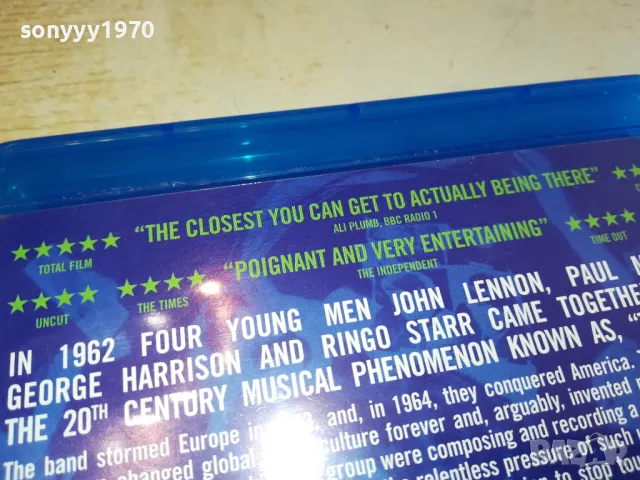 sonyyy1970
"THE CLOSEST YOU CAN GET TO ACTUALLY BEING THERE"
ALI PLUMB, BBC RADIO 1
TOTAL FILM
"POIGNANT AND VERY ENTERTAINING"
THE INDEPENDENT
TIME OUT
UNCUT
THE TIMES
IN 1962 FOUR YOUNG MEN JOHN LENNON, PAUL
GEORGE HARRISON AND RINGO STARR CAME TOGETHE
THE 20TH CENTURY MUSICAL PHENOMENON KNOWN AS,
The band stormed Europe in and, in 1964, they conquered America.
changed global culture forever and, arguably, invented
group were composing and recording a
relentless pressure of such
to stop tou